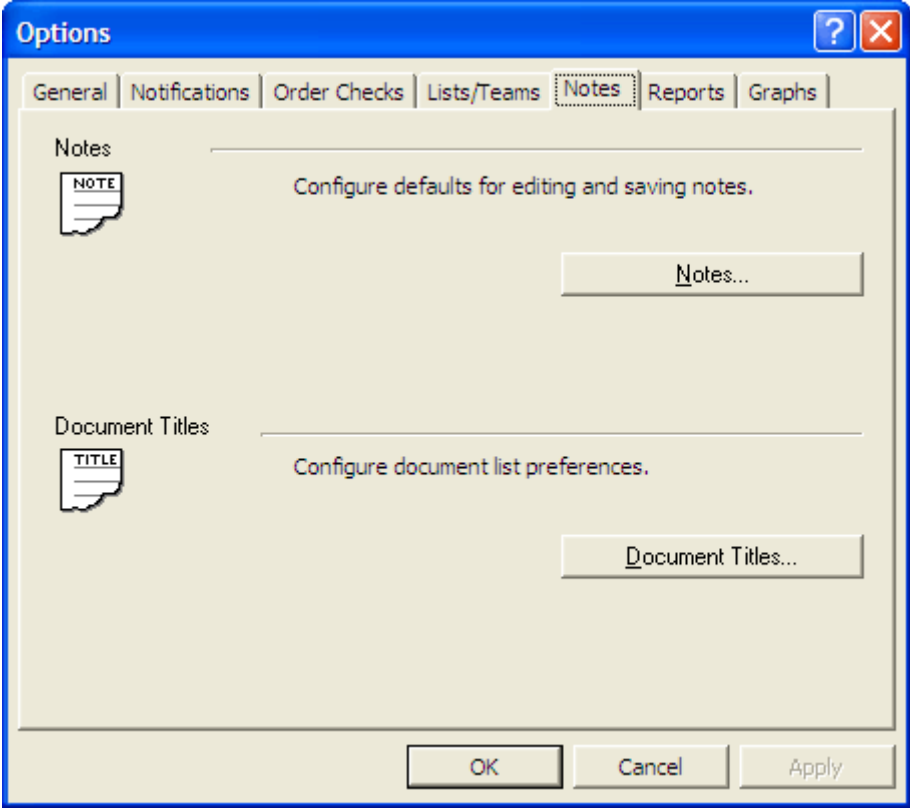 Options
General Notifications Order Checks Lists/Teams Notes Reports Graphs
Notes
NOTE
Configure defaults for editing and saving notes.
Notes...
Document Titles
TITLE
Configure document list preferences.
Document Titles...
OK Cancel Apply